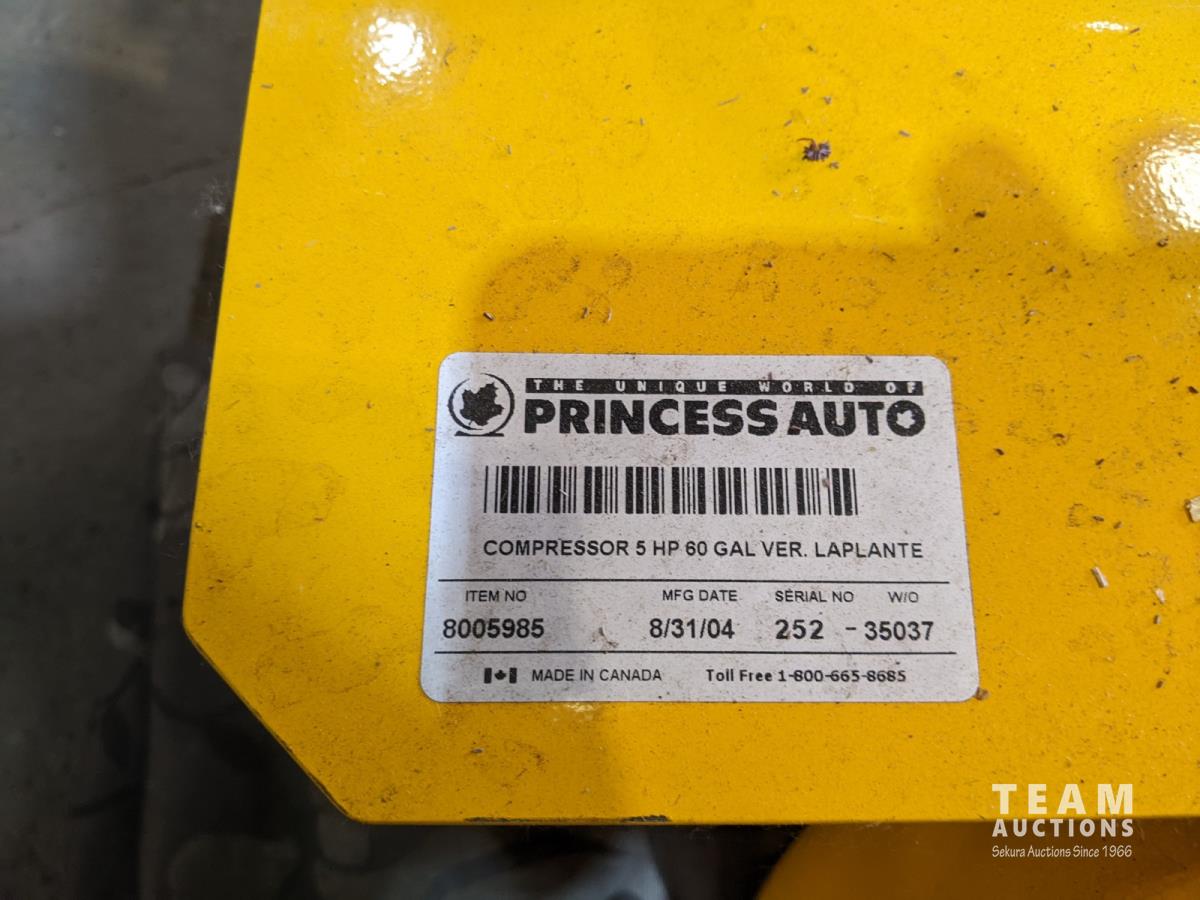 THE UNIQUE WORLD OF
PRINCESS AUTO
COMPRESSOR 5 HP 60 GAL VER. LAPLANTE
ITEM NO MFG DATE SERIAL NO W/O
8005985 8/31/04 252 - 35037
MADE IN CANADA Toll Free 1-800-665-8685
TEAM
AUCTIONS
Sekura Auctions Since 1966